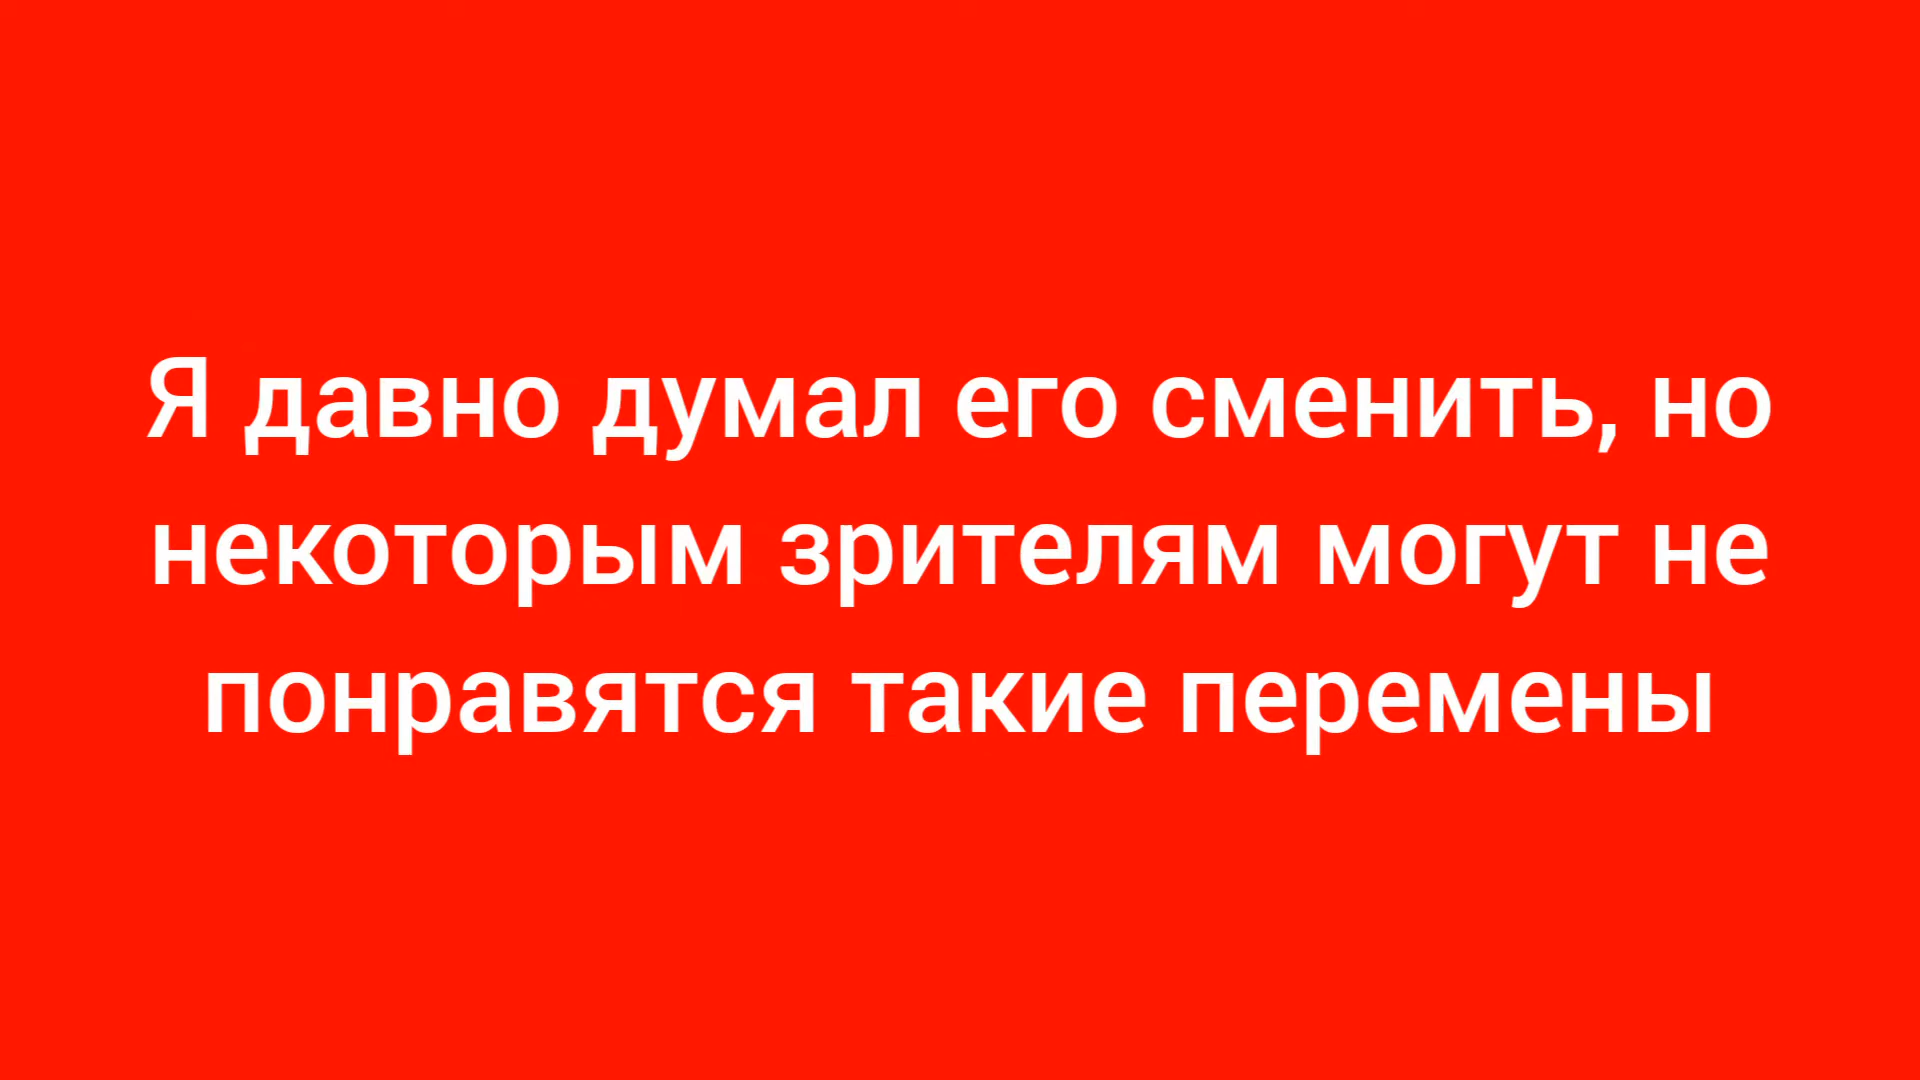 Я давно думал его сменить, но
некоторым зрителям могут не
понравятся такие перемены